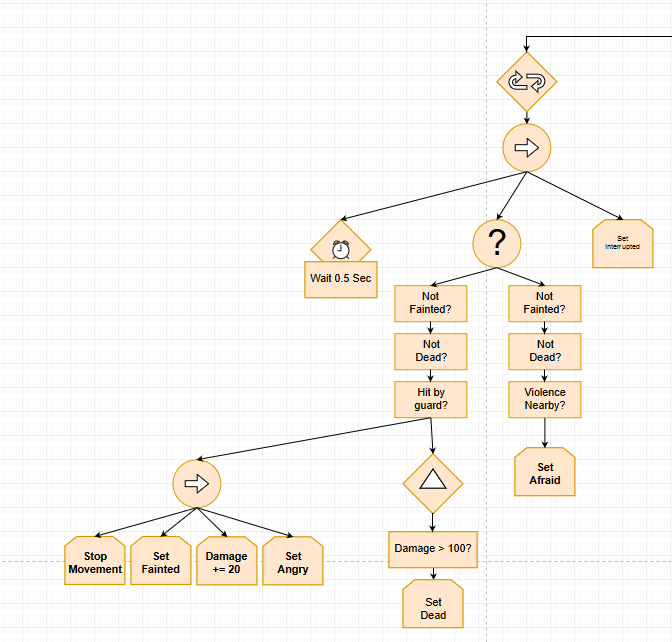 ?
Set
Interrupted
Wait 0.5 Sec
Not
Fainted?
Not
Fainted?
Not
Dead?
Not
Dead?
Hit by
guard?
Violence
Nearby?
Set
Afraid
Stop
Movement
Set
Fainted
Damage
+= 20
Set
Angry
Damage > 100?
Set
Dead